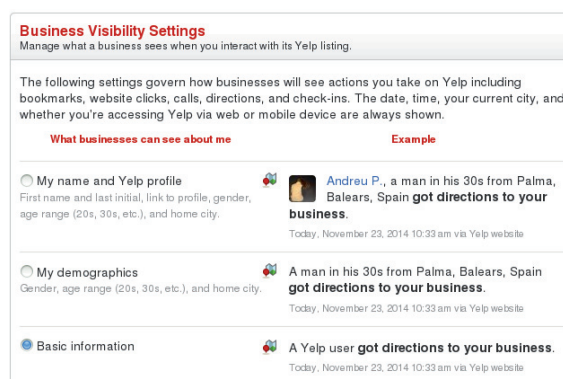 Business Visibility Settings
Manage what a business sees when you interact with its Yelp listing.
The following settings govern how businesses will see actions you take on Yelp including
bookmarks, website clicks, calls, directions, and check-ins. The date, time, your current city, and
whether you're accessing Yelp via web or mobile device are always shown.
What businesses can see about me
Example
My name and Yelp profile
First name and last initial, link to profile, gender,
age range (20s, 30s, etc.), and home city.
Andreu P., a man in his 30s from Palma,
Balears, Spain got directions to your
business.
Today, November 23, 2014 10:33 am via Yelp website
My demographics
Gender, age range (20s, 30s, etc.), and home city.
A man in his 30s from Palma, Balears, Spain
got directions to your business.
Today, November 23, 2014 10:33 am via Yelp website
Basic information
A Yelp user got directions to your business.
Today, November 23, 2014 10:33 am via Yelp website